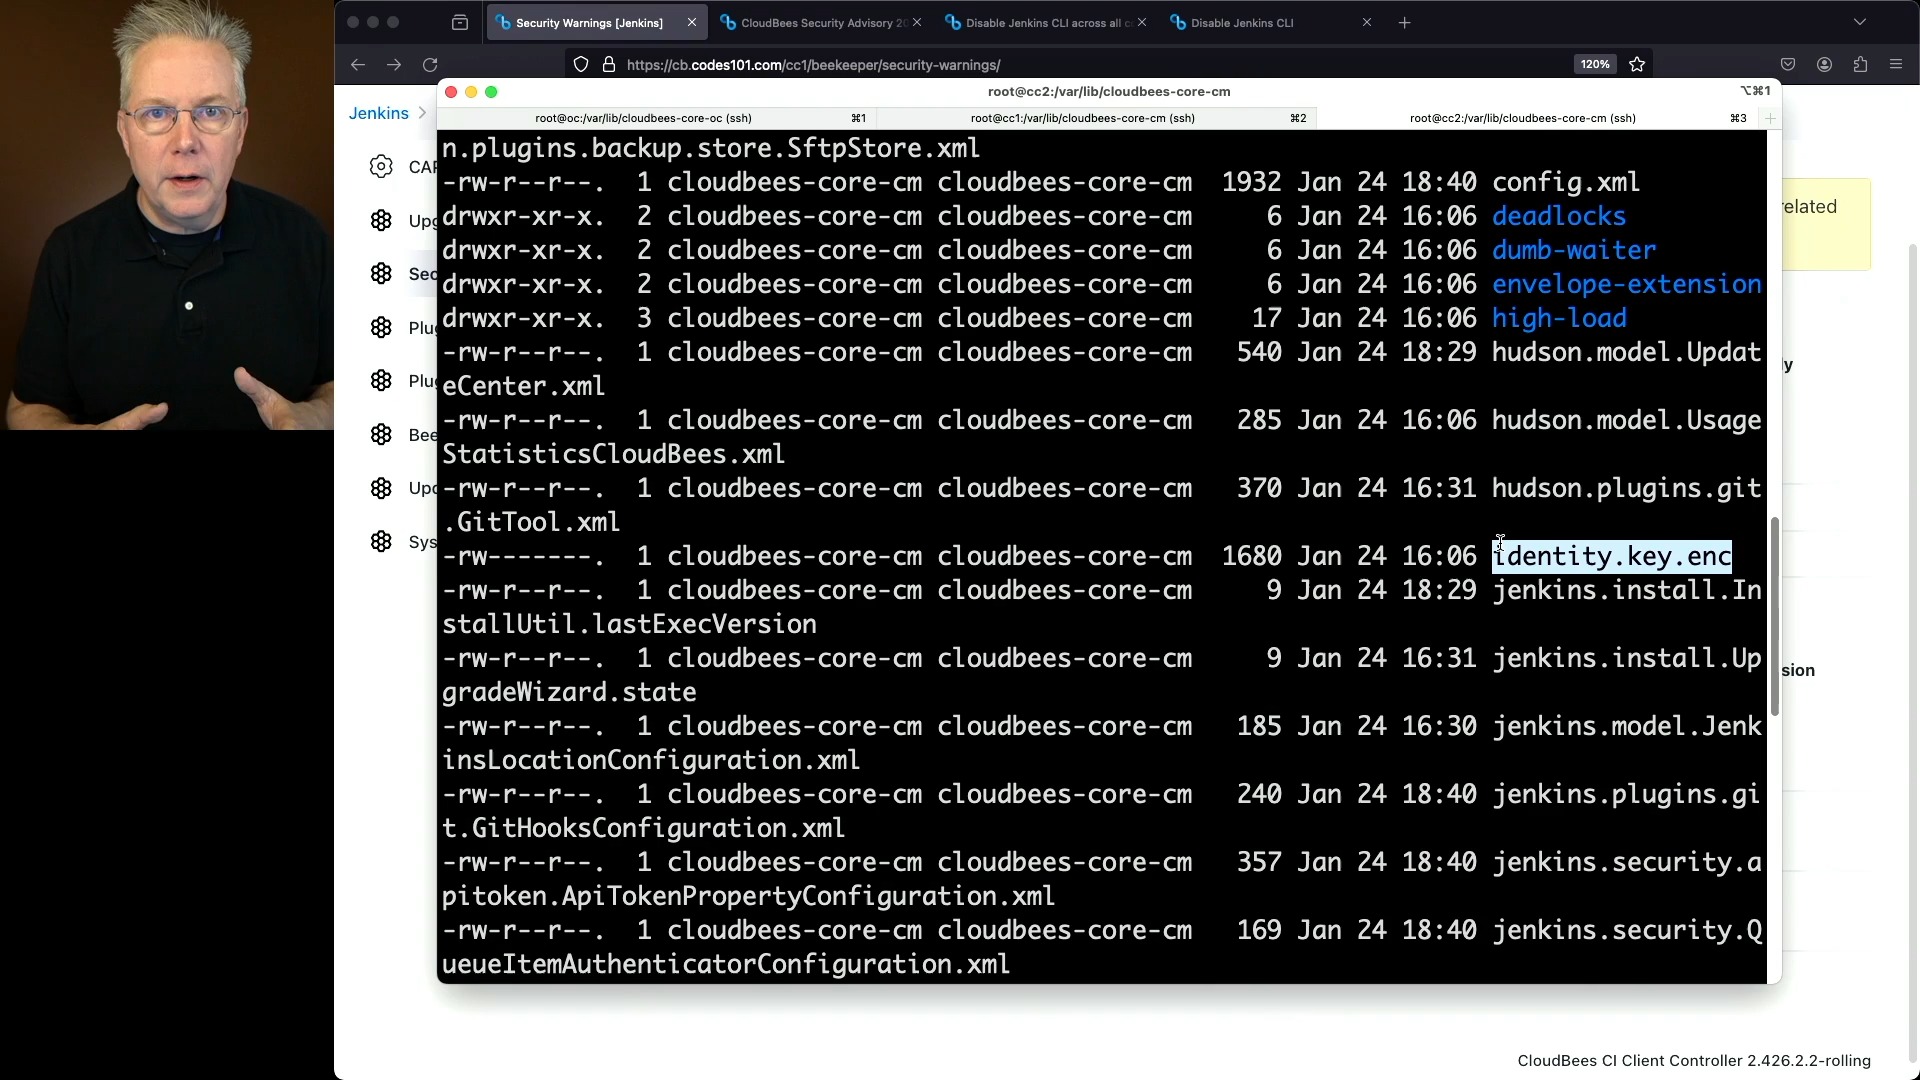 Security Warnings [Jenkins]
CloudBees Security Advisory 20
Disable Jenkins CLI across all c
Disable Jenkins CLI
https://cb.codes101.com/cc1/beekeeper/security-warnings/
120%
root@cc2:/var/lib/cloudbees-core-cm
⌥⌘1
root@oc:/var/lib/cloudbees-core-oc (ssh) ⌘1
root@cc1:/var/lib/cloudbees-core-cm (ssh) ⌘2
root@cc2:/var/lib/cloudbees-core-cm (ssh) ⌘3
Jenkins
CAP
Upg
Sec
Plug
Plug
Bee
Upd
Sys
n.plugins.backup.store.SftpStore.xml
-rw-r--r--. 1 cloudbees-core-cm cloudbees-core-cm 1932 Jan 24 18:40 config.xml
drwxr-xr-x. 2 cloudbees-core-cm cloudbees-core-cm 6 Jan 24 16:06 deadlocks
drwxr-xr-x. 2 cloudbees-core-cm cloudbees-core-cm 6 Jan 24 16:06 dumb-waiter
drwxr-xr-x. 2 cloudbees-core-cm cloudbees-core-cm 6 Jan 24 16:06 envelope-extension
drwxr-xr-x. 3 cloudbees-core-cm cloudbees-core-cm 17 Jan 24 16:06 high-load
-rw-r--r--. 1 cloudbees-core-cm cloudbees-core-cm 540 Jan 24 18:29 hudson.model.Updat
eCenter.xml
-rw-r--r--. 1 cloudbees-core-cm cloudbees-core-cm 285 Jan 24 16:06 hudson.model.Usage
StatisticsCloudBees.xml
-rw-r--r--. 1 cloudbees-core-cm cloudbees-core-cm 370 Jan 24 16:31 hudson.plugins.git
.GitTool.xml
-rw-------. 1 cloudbees-core-cm cloudbees-core-cm 1680 Jan 24 16:06 identity.key.enc
-rw-r--r--. 1 cloudbees-core-cm cloudbees-core-cm 9 Jan 24 18:29 jenkins.install.In
stallUtil.lastExecVersion
-rw-r--r--. 1 cloudbees-core-cm cloudbees-core-cm 9 Jan 24 16:31 jenkins.install.Up
gradeWizard.state
-rw-r--r--. 1 cloudbees-core-cm cloudbees-core-cm 185 Jan 24 16:30 jenkins.model.Jenk
insLocationConfiguration.xml
-rw-r--r--. 1 cloudbees-core-cm cloudbees-core-cm 240 Jan 24 18:40 jenkins.plugins.gi
t.GitHooksConfiguration.xml
-rw-r--r--. 1 cloudbees-core-cm cloudbees-core-cm 357 Jan 24 18:40 jenkins.security.a
pitoken.ApiTokenPropertyConfiguration.xml
-rw-r--r--. 1 cloudbees-core-cm cloudbees-core-cm 169 Jan 24 18:40 jenkins.security.Q
ueueItemAuthenticatorConfiguration.xml
elated
ly
sion
CloudBees CI Client Controller 2.426.2.2-rolling